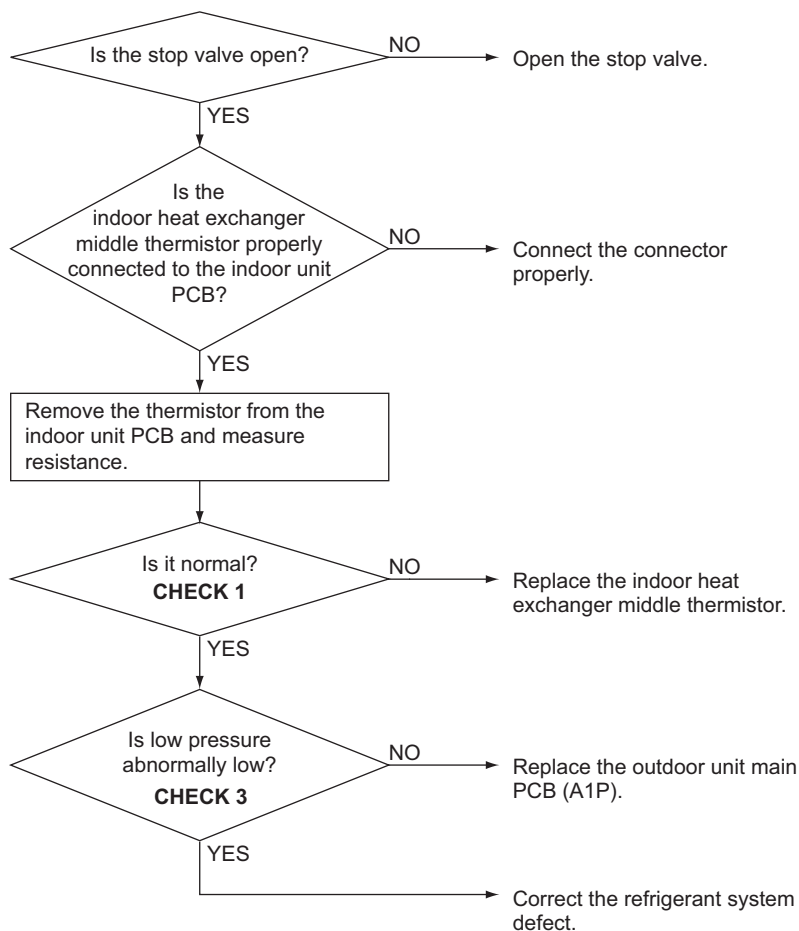 Is the stop valve open?
NO
Open the stop valve.
YES
Is the
indoor heat exchanger
middle thermistor properly
connected to the indoor unit
PCB?
NO
Connect the connector
properly.
YES
Remove the thermistor from the
indoor unit PCB and measure
resistance.
Is it normal?
CHECK 1
NO
Replace the indoor heat
exchanger middle thermistor.
YES
Is low pressure
abnormally low?
CHECK 3
NO
Replace the outdoor unit main
PCB (A1P).
YES
Correct the refrigerant system
defect.